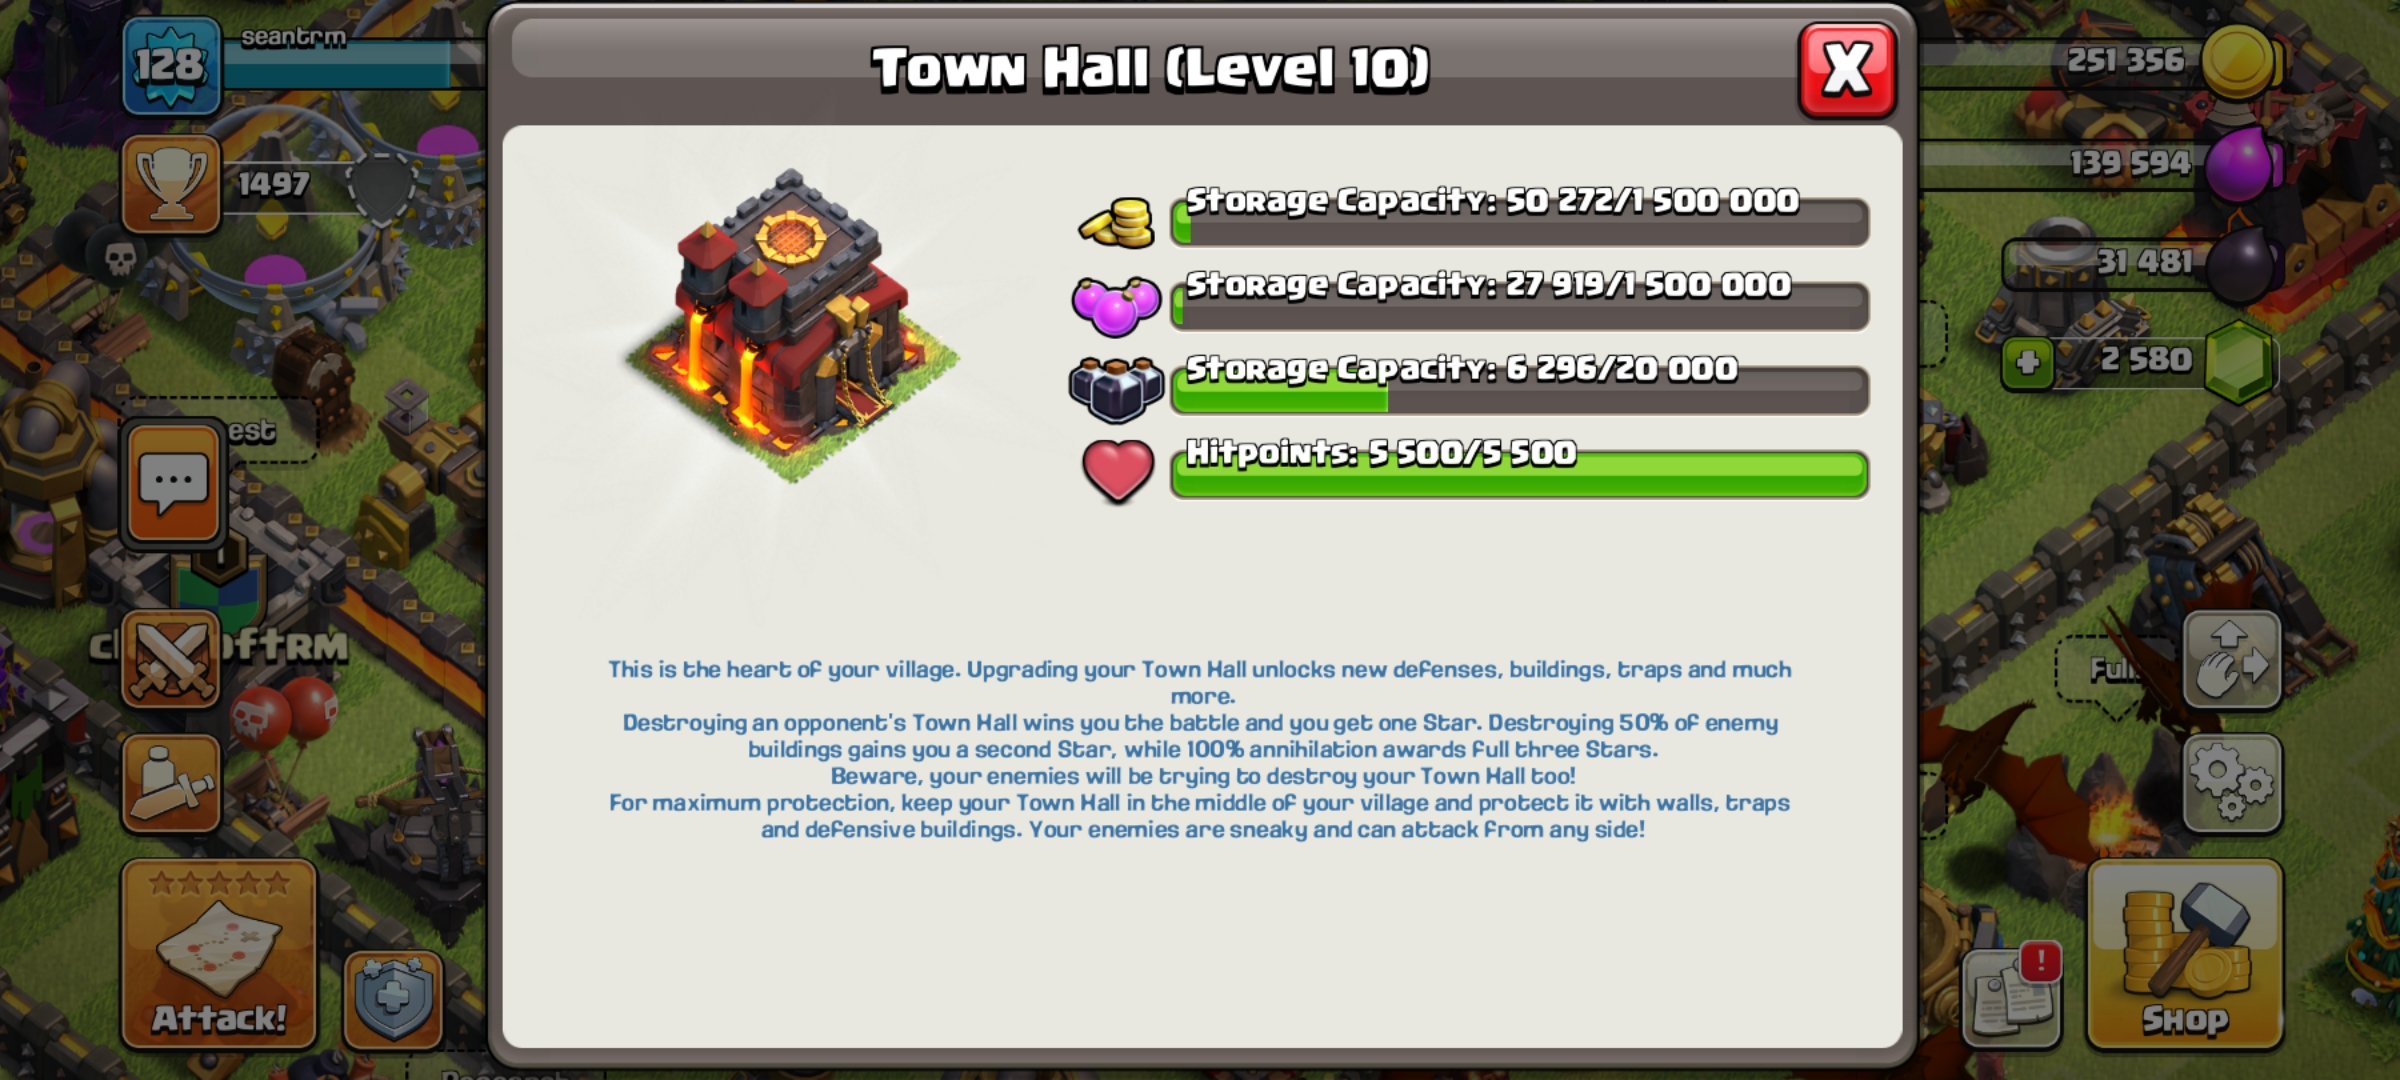 128
seantrm
1497
Town Hall (Level 10)
X
251 356
139 594
31 481
2 580
Storage Capacity: 50 272/1 500 000
Storage Capacity: 27 919/1 500 000
Storage Capacity: 6 296/20 000
Hitpoints: 5 500/5 500
This is the heart of your village. Upgrading your Town Hall unlocks new defenses, buildings, traps and much
more.
Destroying an opponent's Town Hall wins you the battle and you get one Star. Destroying 50% of enemy
buildings gains you a second Star, while 100% annihilation awards full three Stars.
Beware, your enemies will be trying to destroy your Town Hall too!
For maximum protection, keep your Town Hall in the middle of your village and protect it with walls, traps
and defensive buildings. Your enemies are sneaky and can attack from any side!
Full
!
Attack!
Shop